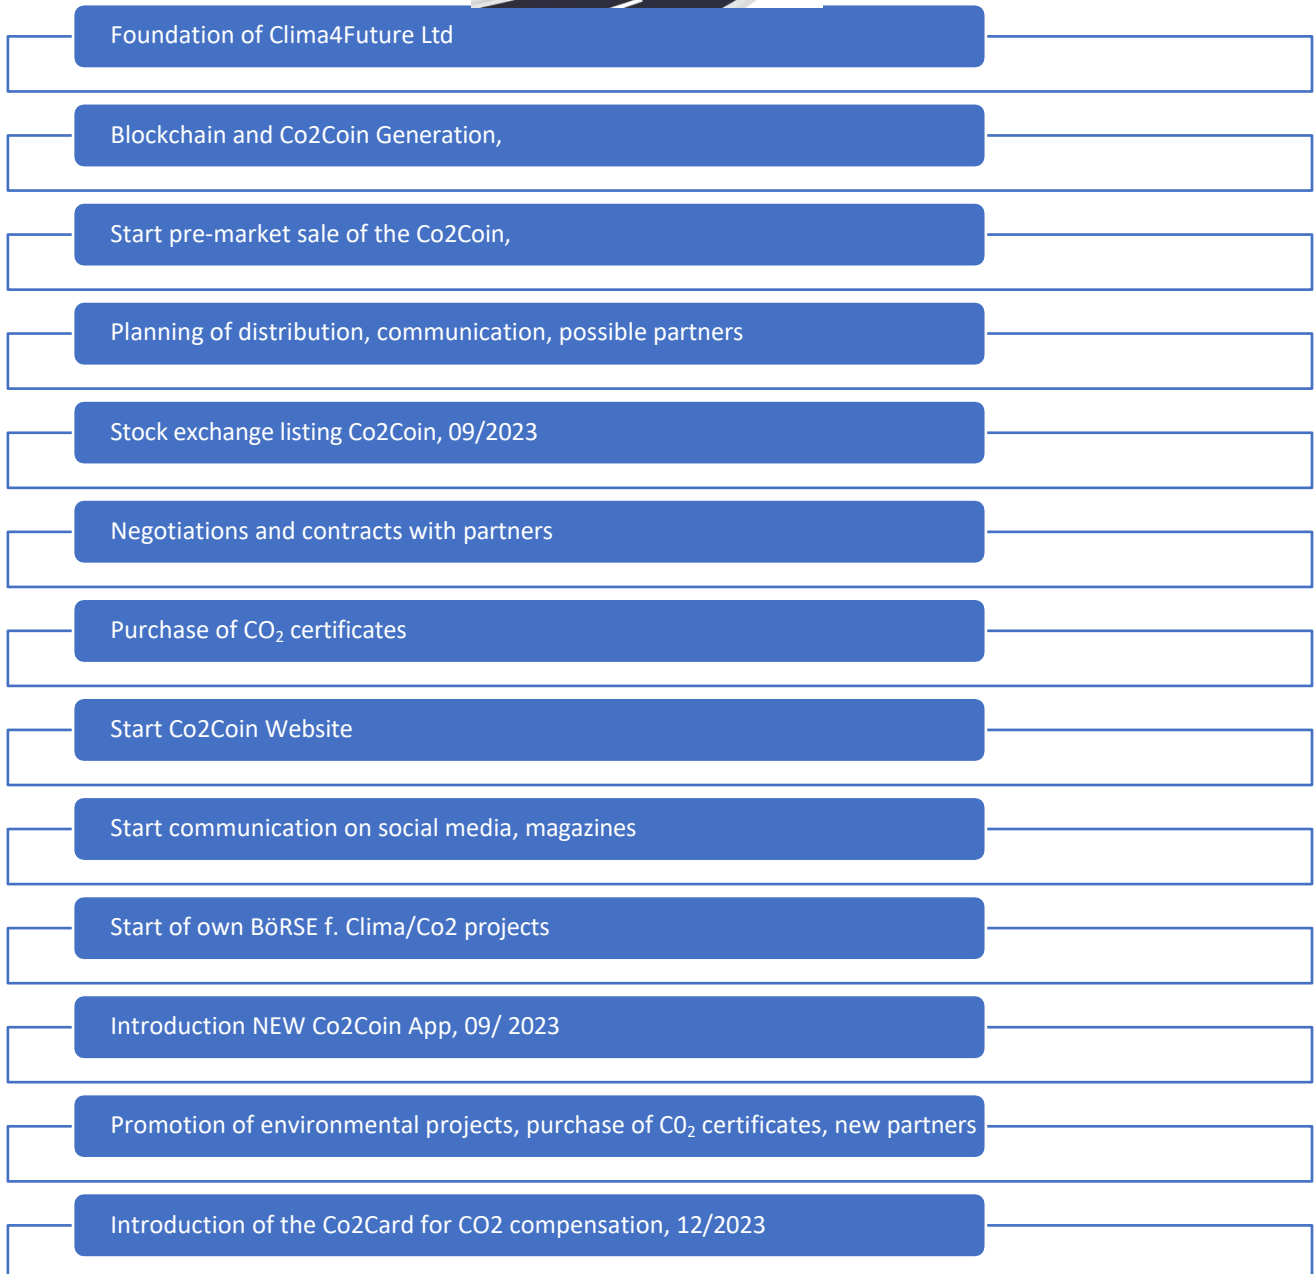 Foundation of Clima4Future Ltd
Blockchain and Co2Coin Generation,
Start pre-market sale of the Co2Coin,
Planning of distribution, communication, possible partners
Stock exchange listing Co2Coin, 09/2023
Negotiations and contracts with partners
Purchase of CO₂ certificates
Start Co2Coin Website
Start communication on social media, magazines
Start of own BöRSE f. Clima/Co2 projects
Introduction NEW Co2Coin App, 09/ 2023
Promotion of environmental projects, purchase of C0₂ certificates, new partners
Introduction of the Co2Card for CO2 compensation, 12/2023